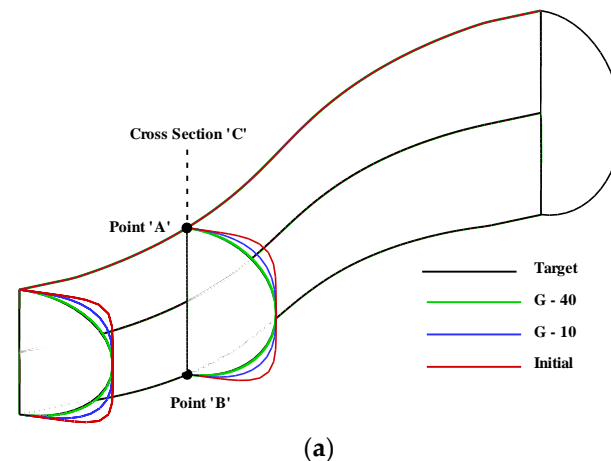 Cross Section 'C'
Point 'A'
Target
G - 40
G - 10
Initial
Point 'B'
(a)